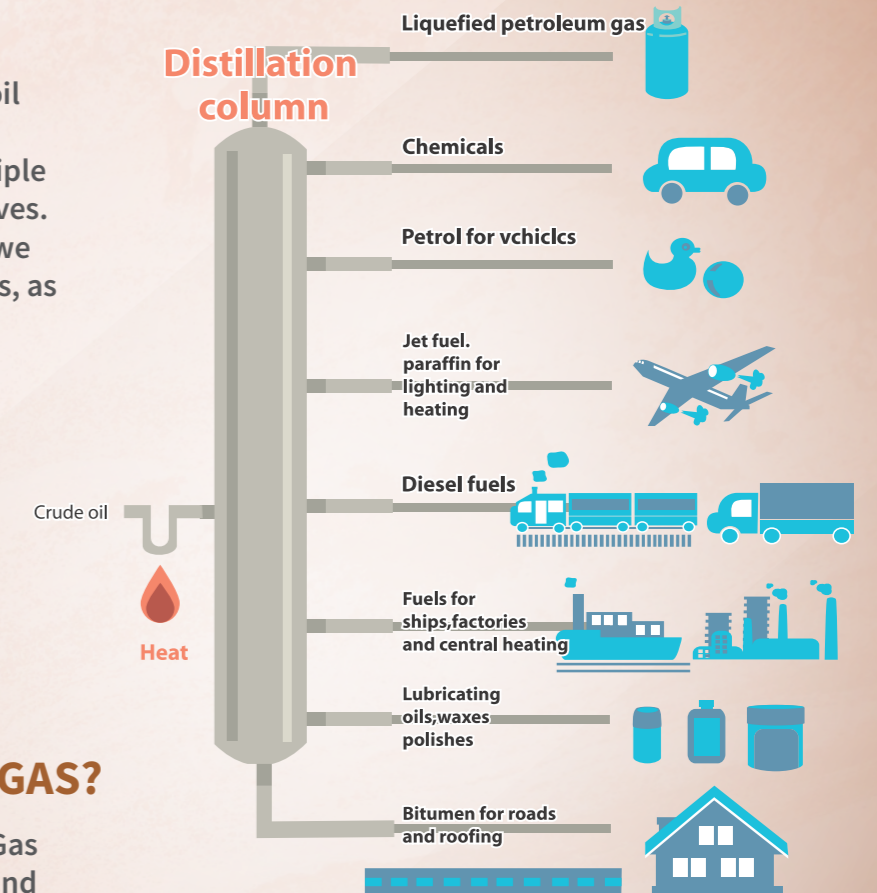 Liquefied petroleum gas
Distillation
column
oil
Chemicals
iple
ves.
Petrol for vchiclcs
we
s, as
Jet fuel.
paraffin for
lighting and
heating
Diesel fuels
Crude oil
Fuels for
ships,factories
and central heating
Heat
Lubricating
oils,waxes
polishes
GAS?
Bitumen for roads
and roofing
Gas
nd